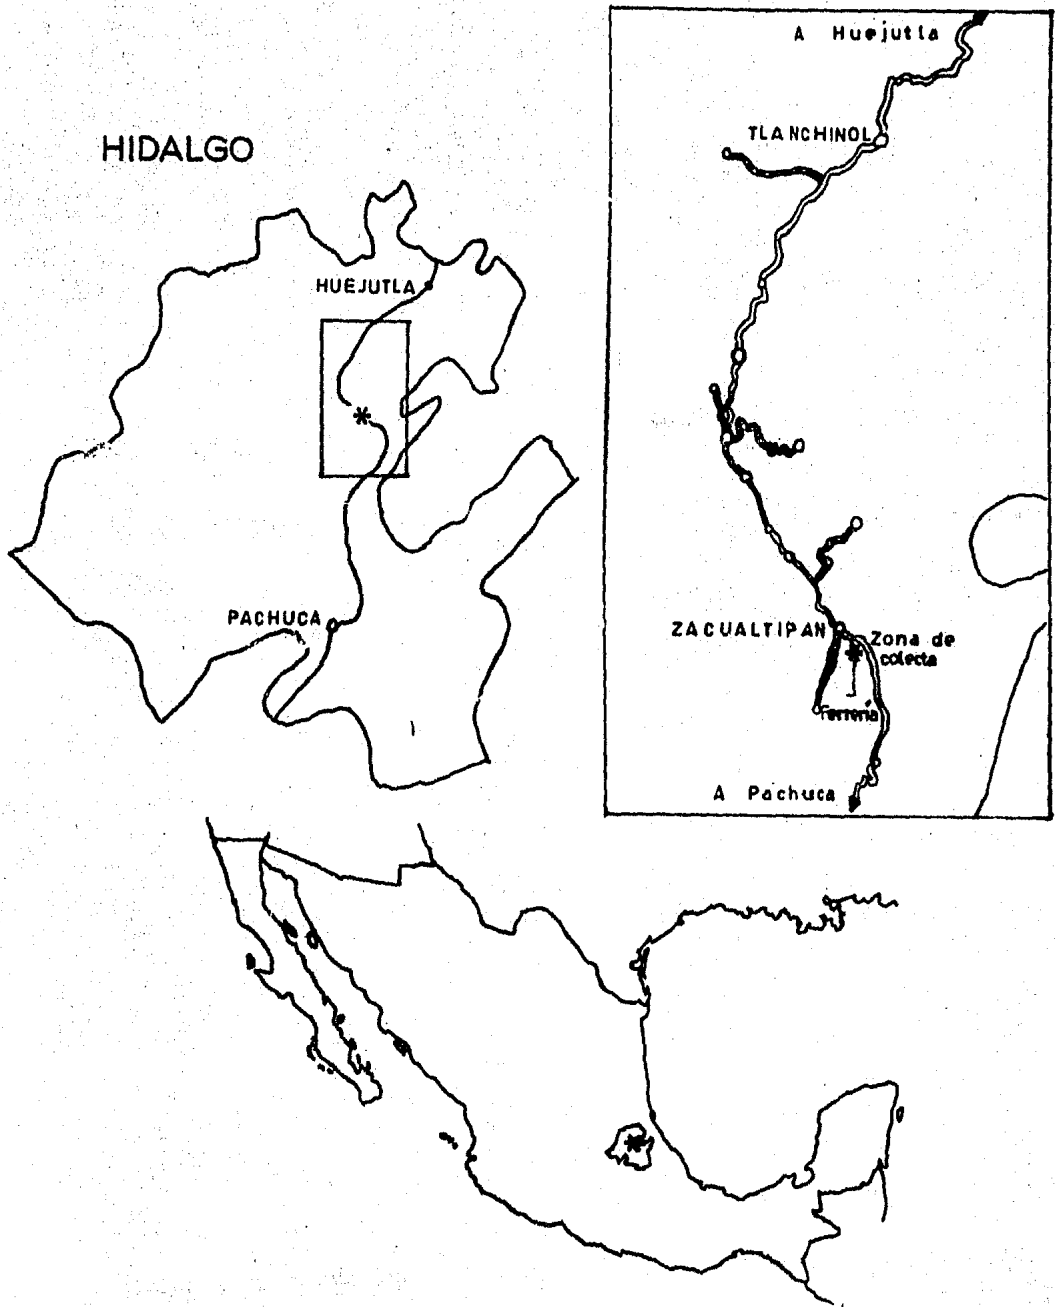 HIDALGO
HUEJUTLA
PACHUCA
A Huejutla
TLANCHINOL
ZACUALTIPAN
Zona de
colecta
Ferrería
A Pachuca